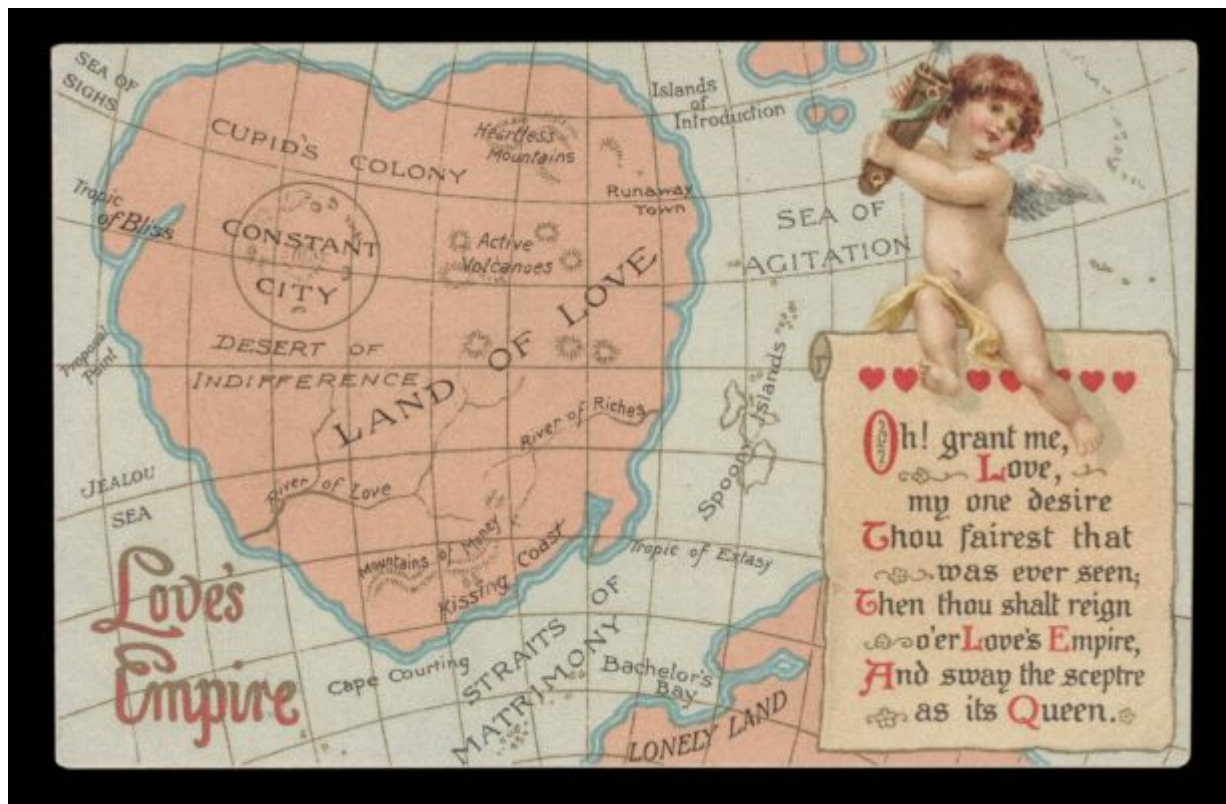 SEA OF
SIGHS
CUPID'S COLONY
Heartless
Mountains
Islands
of
Introduction
Runaway
Town
Tropic
of Bliss
CONSTANT
CITY
Active
Volcanoes
SEA OF
AGITATION
Proposal
Point
DESERT OF
INDIFFERENCE
LAND OF LOVE
River of Riches
Spoony Islands
JEALOU
SEA
River of Love
Mountains of Money
Kissing Coast
Tropic of Extasy
Cape Courting
STRAITS OF
MATRIMONY
Bachelor's
Bay
LONELY LAND
Love's
Empire
Oh! grant me,
Love,
my one desire
Thou fairest that
was ever seen;
Then thou shalt reign
o'er Love's Empire,
And sway the sceptre
as its Queen.